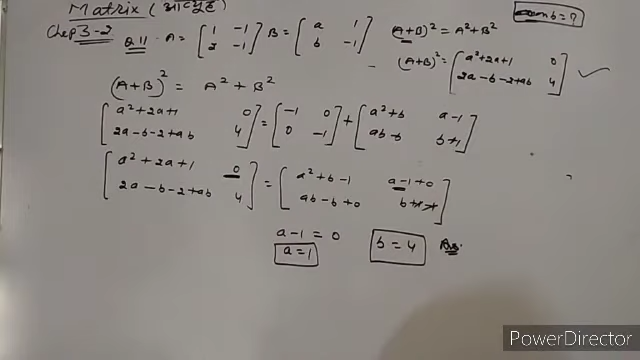 Matrix (आव्यूह)
Chep 3-2
Q.11. A = [1 -1 2 -1] B = [a 1 b -1] (A+B)² = A²+B²
b=?
(A+B)² = [a²+2a+1 0 2a-b-2+ab 4]
(A+B)² = A² + B²
[a²+2a+1 0 2a-b-2+ab 4] = [-1 0 0 -1] + [a²+b a-1 ab-b b+1]
[a²+2a+1 0 2a-b-2+ab 4] = [a²+b-1 a-1+0 ab-b+0 b+1-1]
a-1 = 0
a=1
b=4 Ans.
PowerDirector